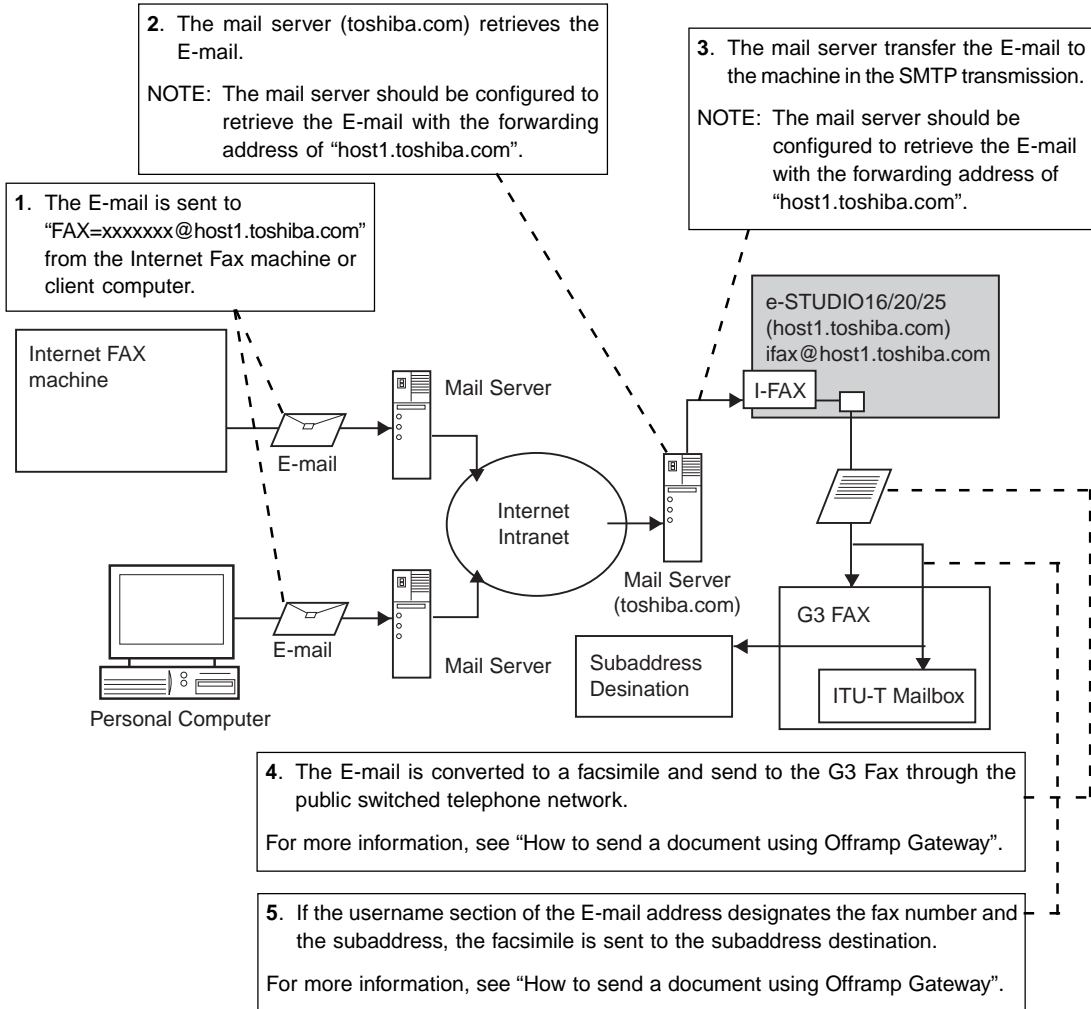 2. The mail server (toshiba.com) retrieves the
E-mail.
NOTE: The mail server should be configured to
retrieve the E-mail with the forwarding
address of “host1.toshiba.com”.
3. The mail server transfer the E-mail to
the machine in the SMTP transmission.
NOTE: The mail server should be
configured to retrieve the E-mail
with the forwarding address of
“host1.toshiba.com”.
1. The E-mail is sent to
“FAX=xxxxxxx@host1.toshiba.com”
from the Internet Fax machine or
client computer.
e-STUDIO16/20/25
(host1.toshiba.com)
ifax@host1.toshiba.com
I-FAX
Internet FAX
machine
E-mail
Mail Server
Internet
Intranet
Mail Server
(toshiba.com)
Personal Computer
E-mail
Mail Server
G3 FAX
ITU-T Mailbox
Subaddress
Desination
4. The E-mail is converted to a facsimile and send to the G3 Fax through the
public switched telephone network.
For more information, see “How to send a document using Offramp Gateway”.
5. If the username section of the E-mail address designates the fax number and
the subaddress, the facsimile is sent to the subaddress destination.
For more information, see “How to send a document using Offramp Gateway”.